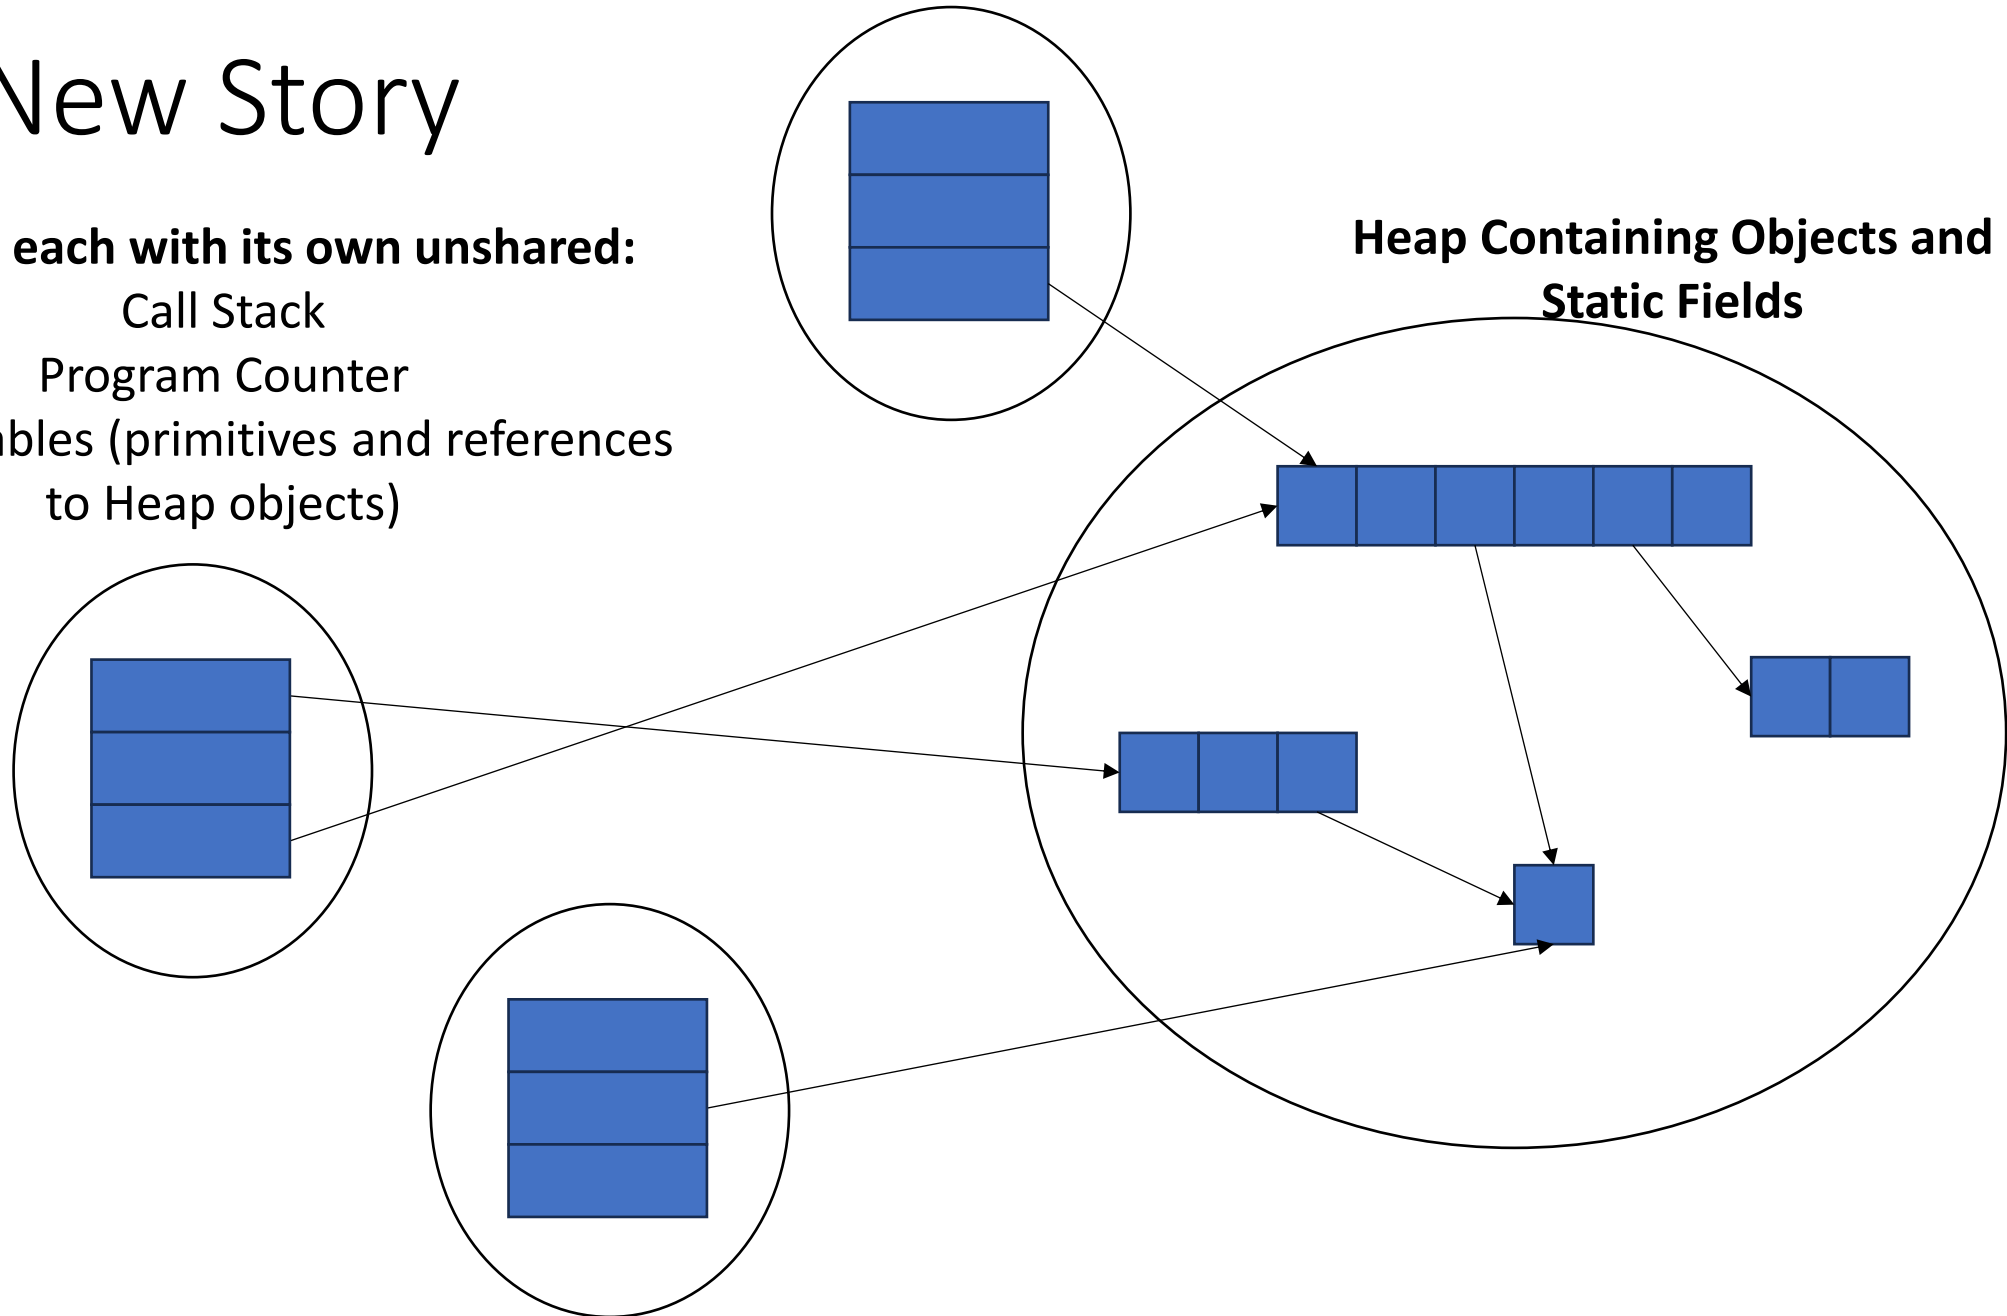 New Story
each with its own unshared:
Call Stack
Program Counter
(primitives and references
to Heap objects)
Heap Containing Objects and
Static Fields